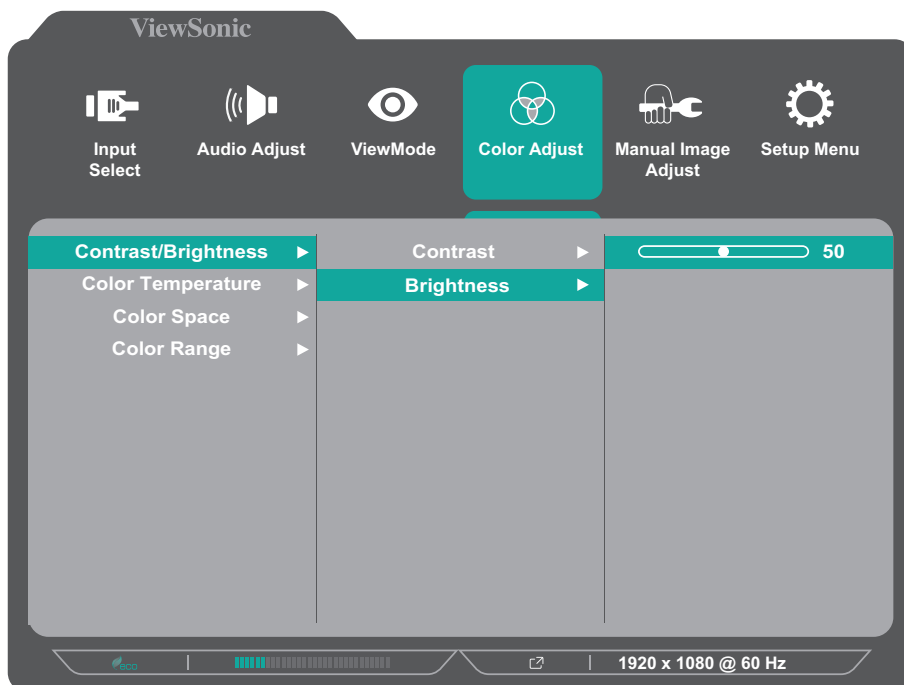 ViewSonic
Input
Select
Audio Adjust
ViewMode
Color Adjust
Manual Image
Adjust
Setup Menu
Contrast/Brightness
Contrast
50
Color Temperature
Brightness
Color Space
Color Range
eco
1920 x 1080 @ 60 Hz